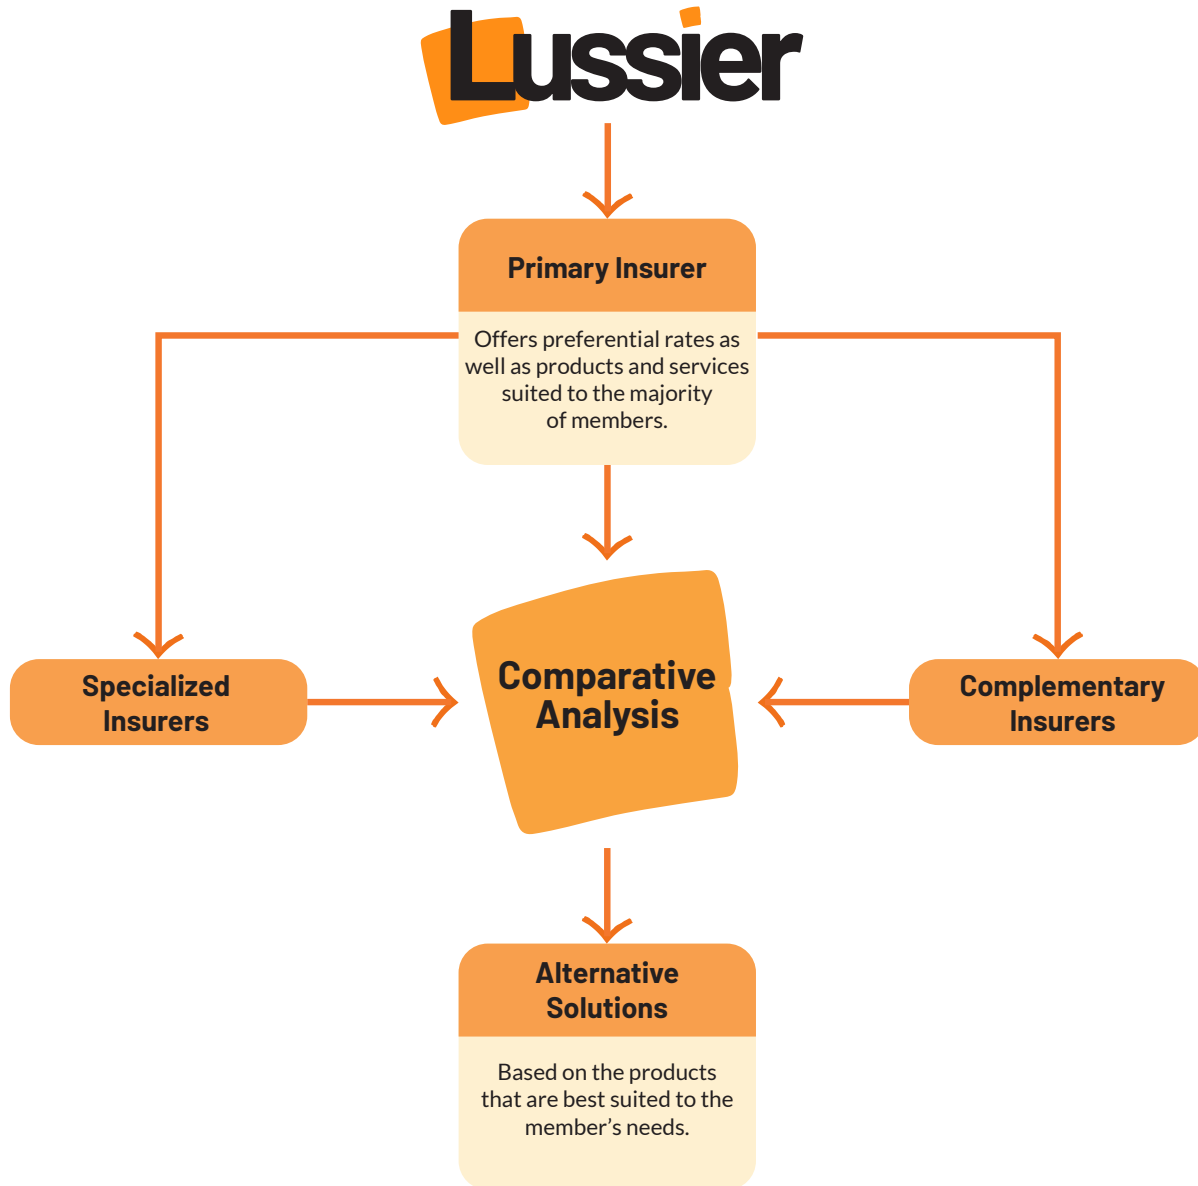 Lussier
Primary Insurer
Offers preferential rates as
well as products and services
suited to the majority
of members.
Specialized
Insurers
Comparative
Analysis
Complementary
Insurers
Alternative
Solutions
Based on the products
that are best suited to the
member’s needs.